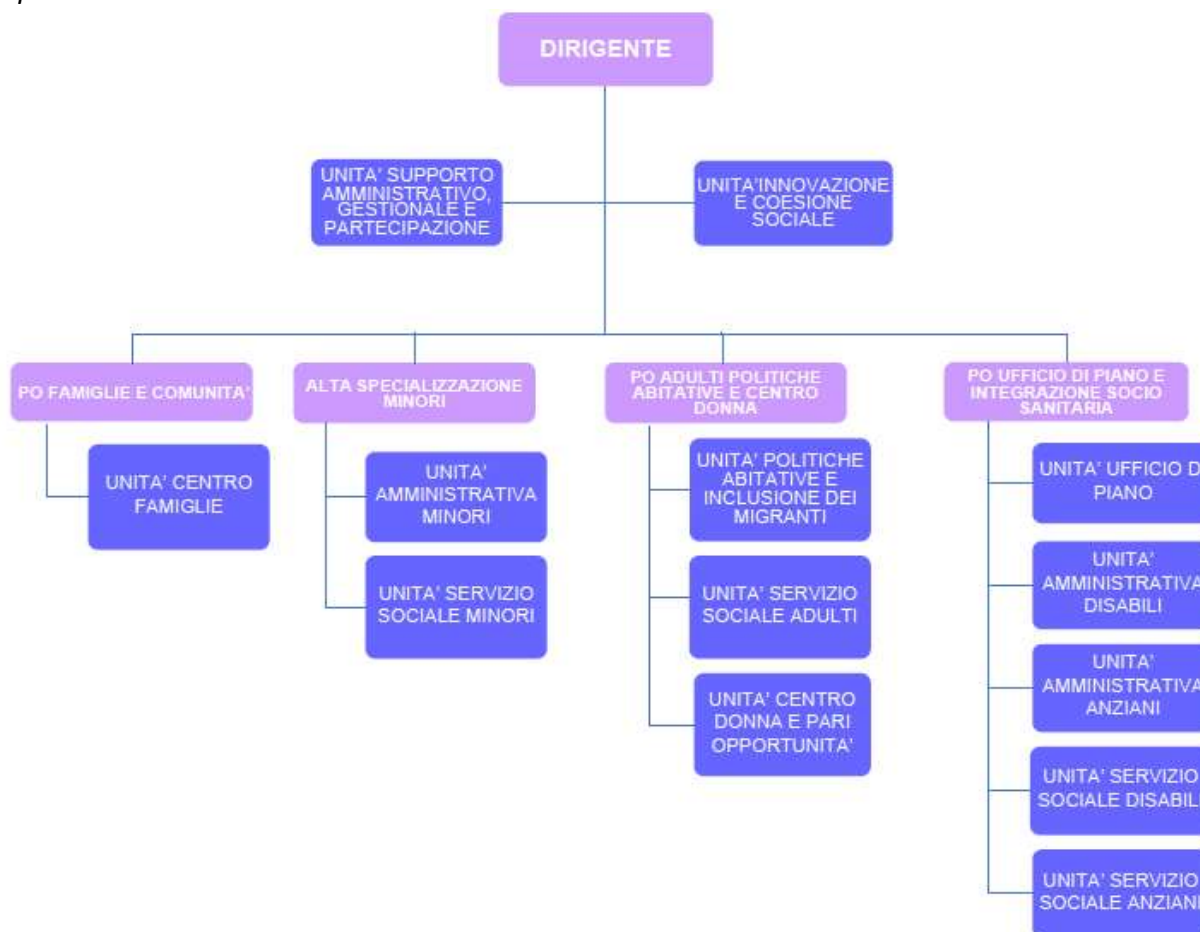 DIRIGENTE
UNITA' SUPPORTO
AMMINISTRATIVO,
GESTIONALE E
PARTECIPAZIONE
UNITA'INNOVAZIONE
E COESIONE
SOCIALE
PO FAMIGLIE E COMUNITA'
UNITA' CENTRO
FAMIGLIE
ALTA SPECIALIZZAZIONE
MINORI
UNITA'
AMMINISTRATIVA
MINORI
UNITA' SERVIZIO
SOCIALE MINORI
PO ADULTI POLITICHE
ABITATIVE E CENTRO
DONNA
UNITA' POLITICHE
ABITATIVE E
INCLUSIONE DEI
MIGRANTI
UNITA' SERVIZIO
SOCIALE ADULTI
UNITA' CENTRO
DONNA E PARI
OPPORTUNITA'
PO UFFICIO DI PIANO E
INTEGRAZIONE SOCIO
SANITARIA
UNITA' UFFICIO D
PIANO
UNITA'
AMMINISTRATIVA
DISABILI
UNITA'
AMMINISTRATIVA
ANZIANI
UNITA' SERVIZIO
SOCIALE DISABILI
UNITA' SERVIZIO
SOCIALE ANZIANI